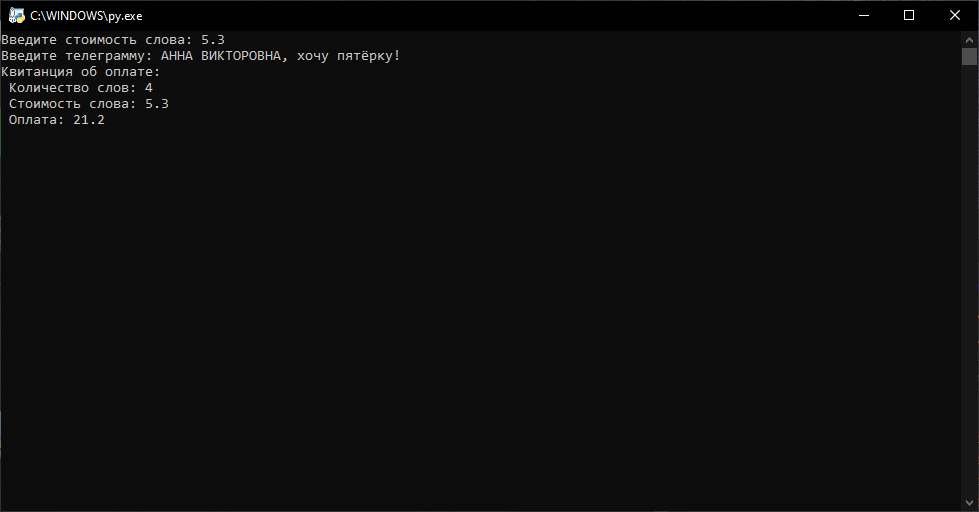 C:\WINDOWS\py.exe
Введите стоимость слова: 5.3
Введите телеграмму: АННА ВИКТОРОВНА, хочу пятёрку!
Квитанция об оплате:
Количество слов: 4
Стоимость слова: 5.3
Оплата: 21.2